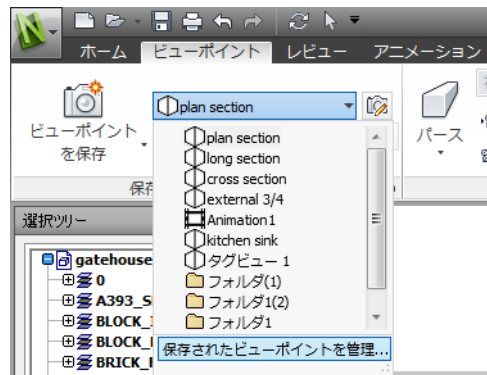 ホーム ビューポイント レビュー アニメーション
ビューポイント
を保存
plan section
パース
plan section
long section
cross section
external 3/4
Animation1
kitchen sink
タグビュー 1
フォルダ(1)
フォルダ1(2)
フォルダ1
保存されたビューポイントを管理...
選択ツリー
gatehouse
0
BLOCK_
BLOCK_